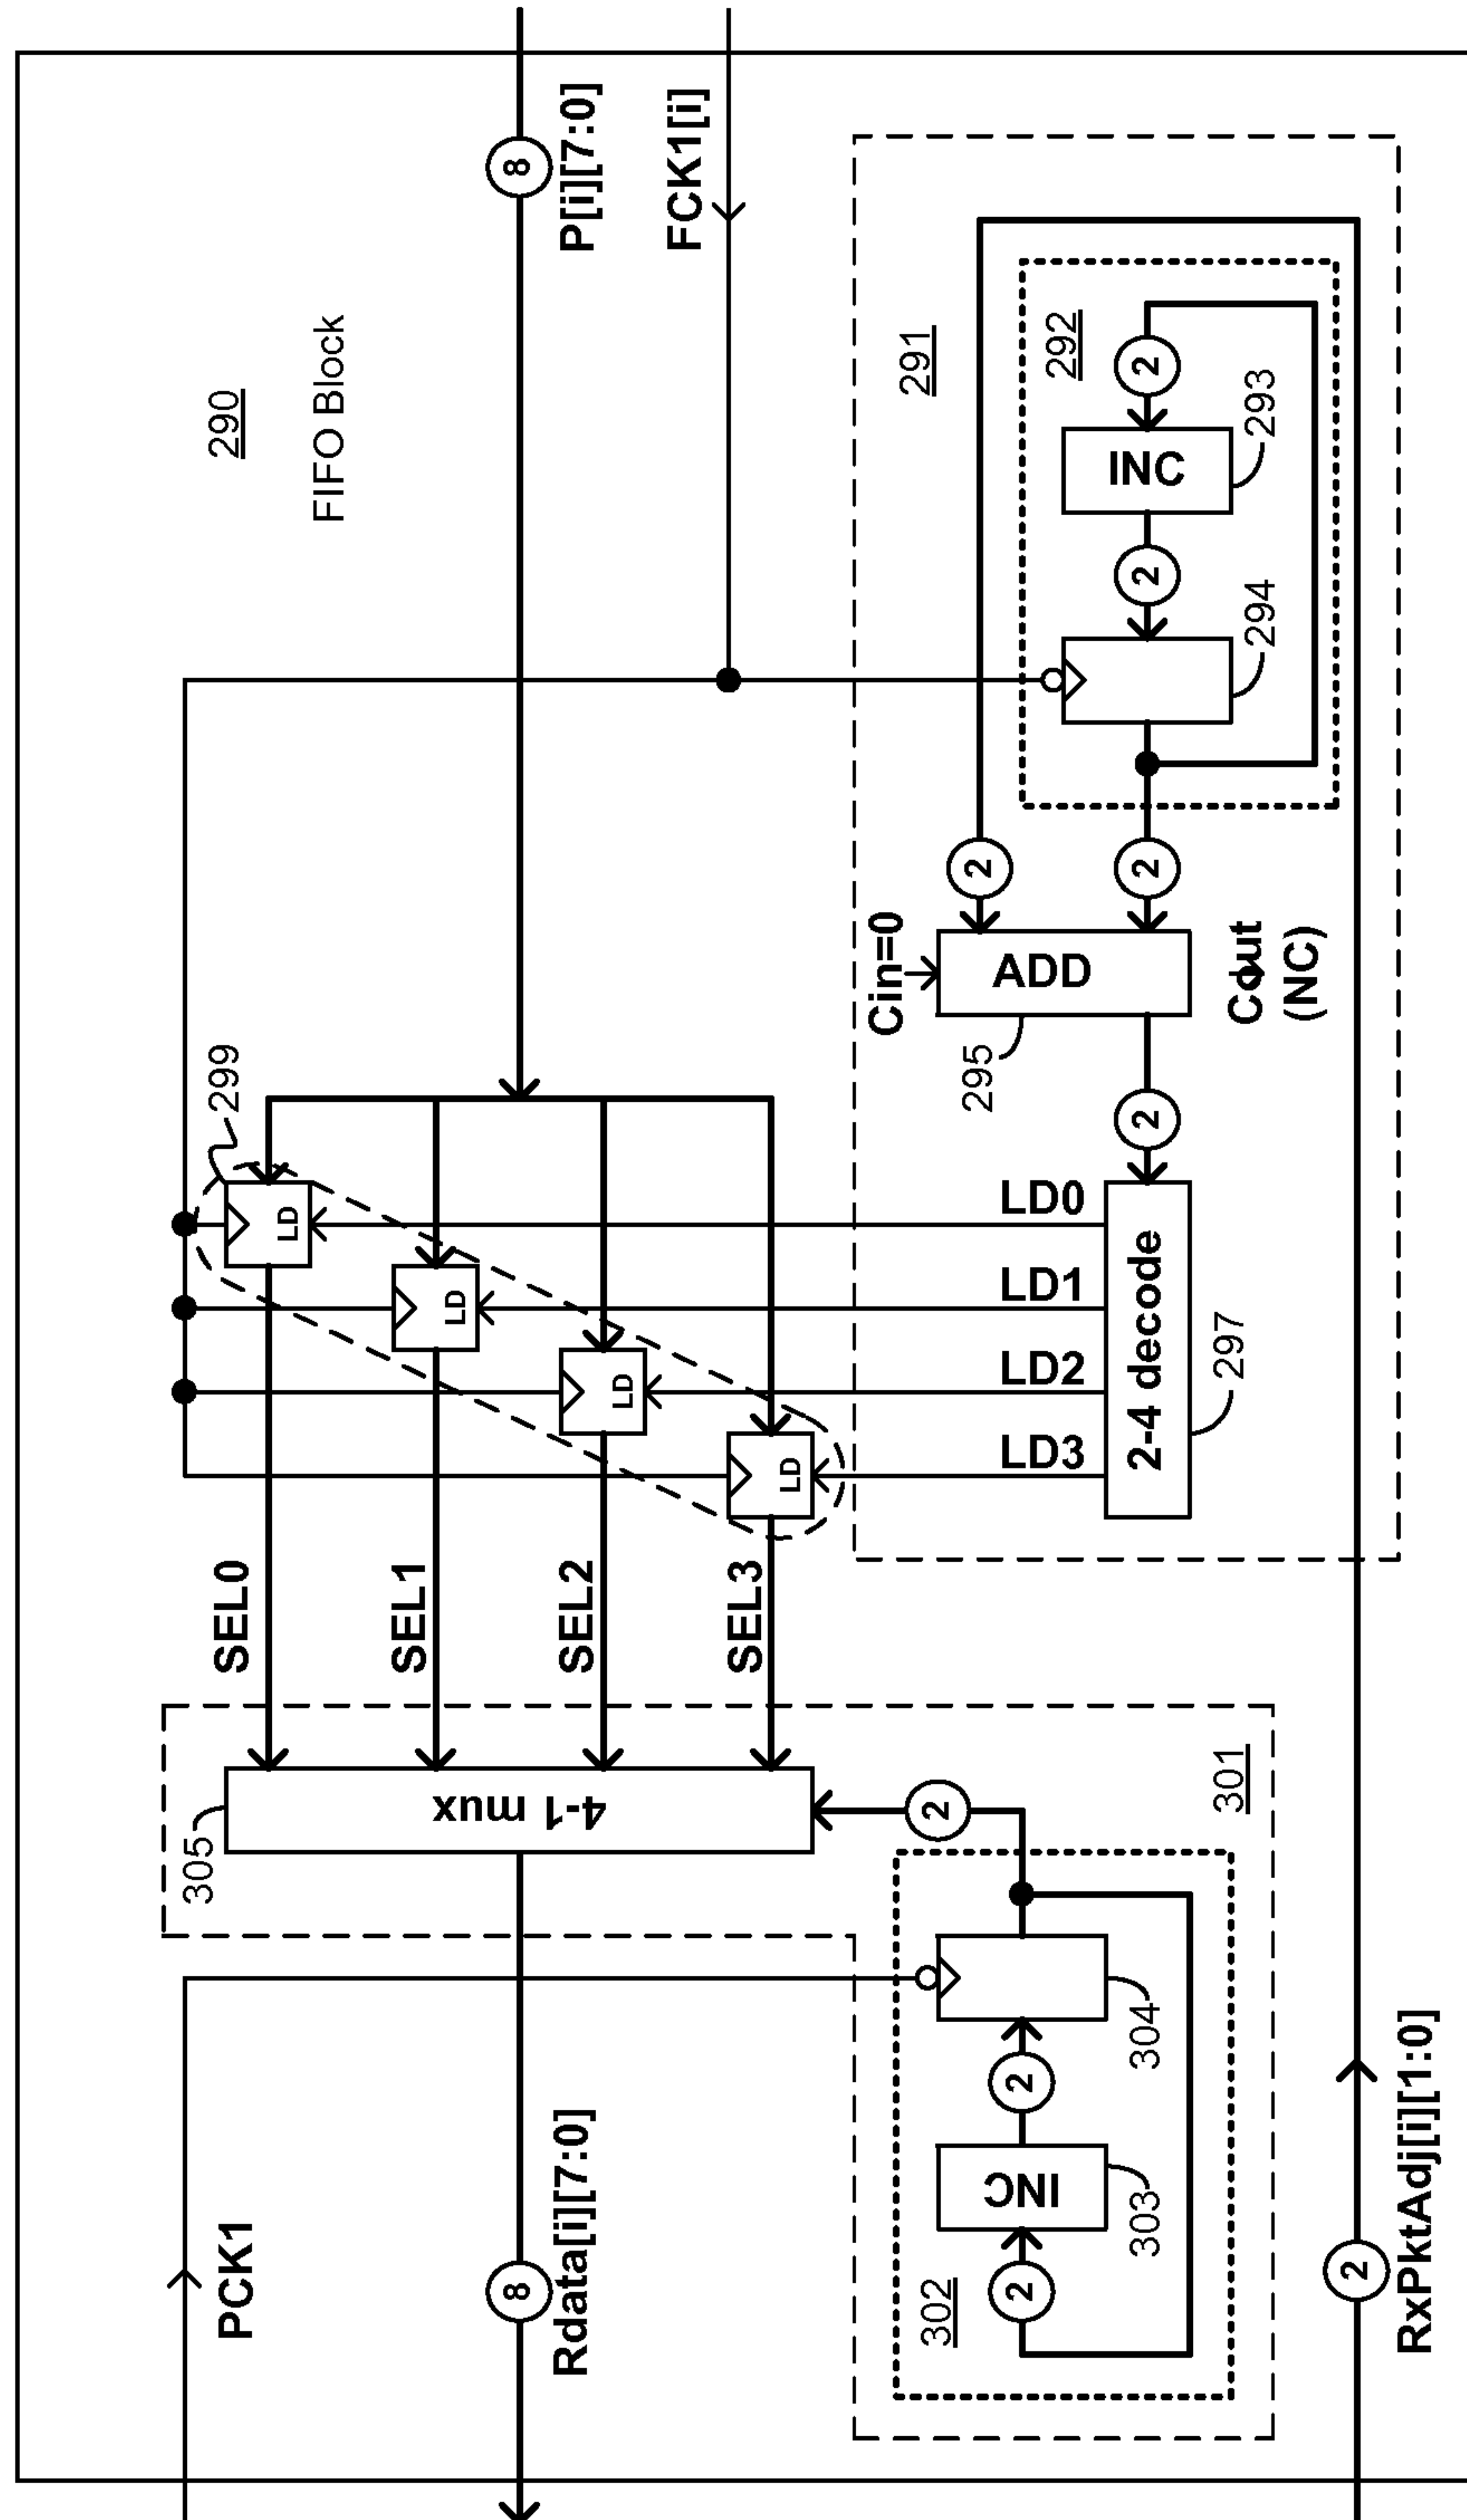 290
FIFO Block
8
P[i][7:0]
FCK1[i]
291
292
2
INC
293
2
294
2
2
Cin=0
ADD
Cout
(NC)
295
2
299
LD
LD
LD
LD
LD0
LD1
LD2
LD3
2-4 decode
297
SEL0
SEL1
SEL2
SEL3
4-1 mux
305
2
301
304
2
INC
303
2
302
PCK1
8
Rdata[i][7:0]
2
RxPktAdj[i][1:0]